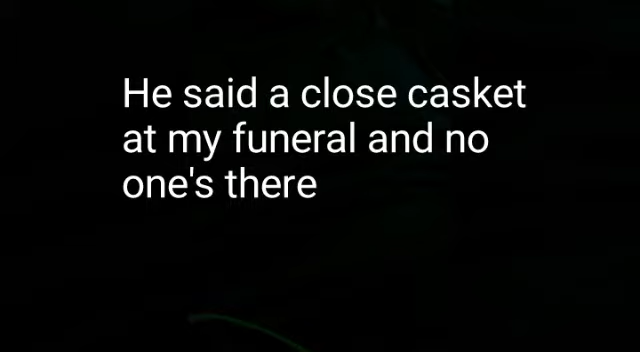 He said a close casket
at my funeral and no
one's there